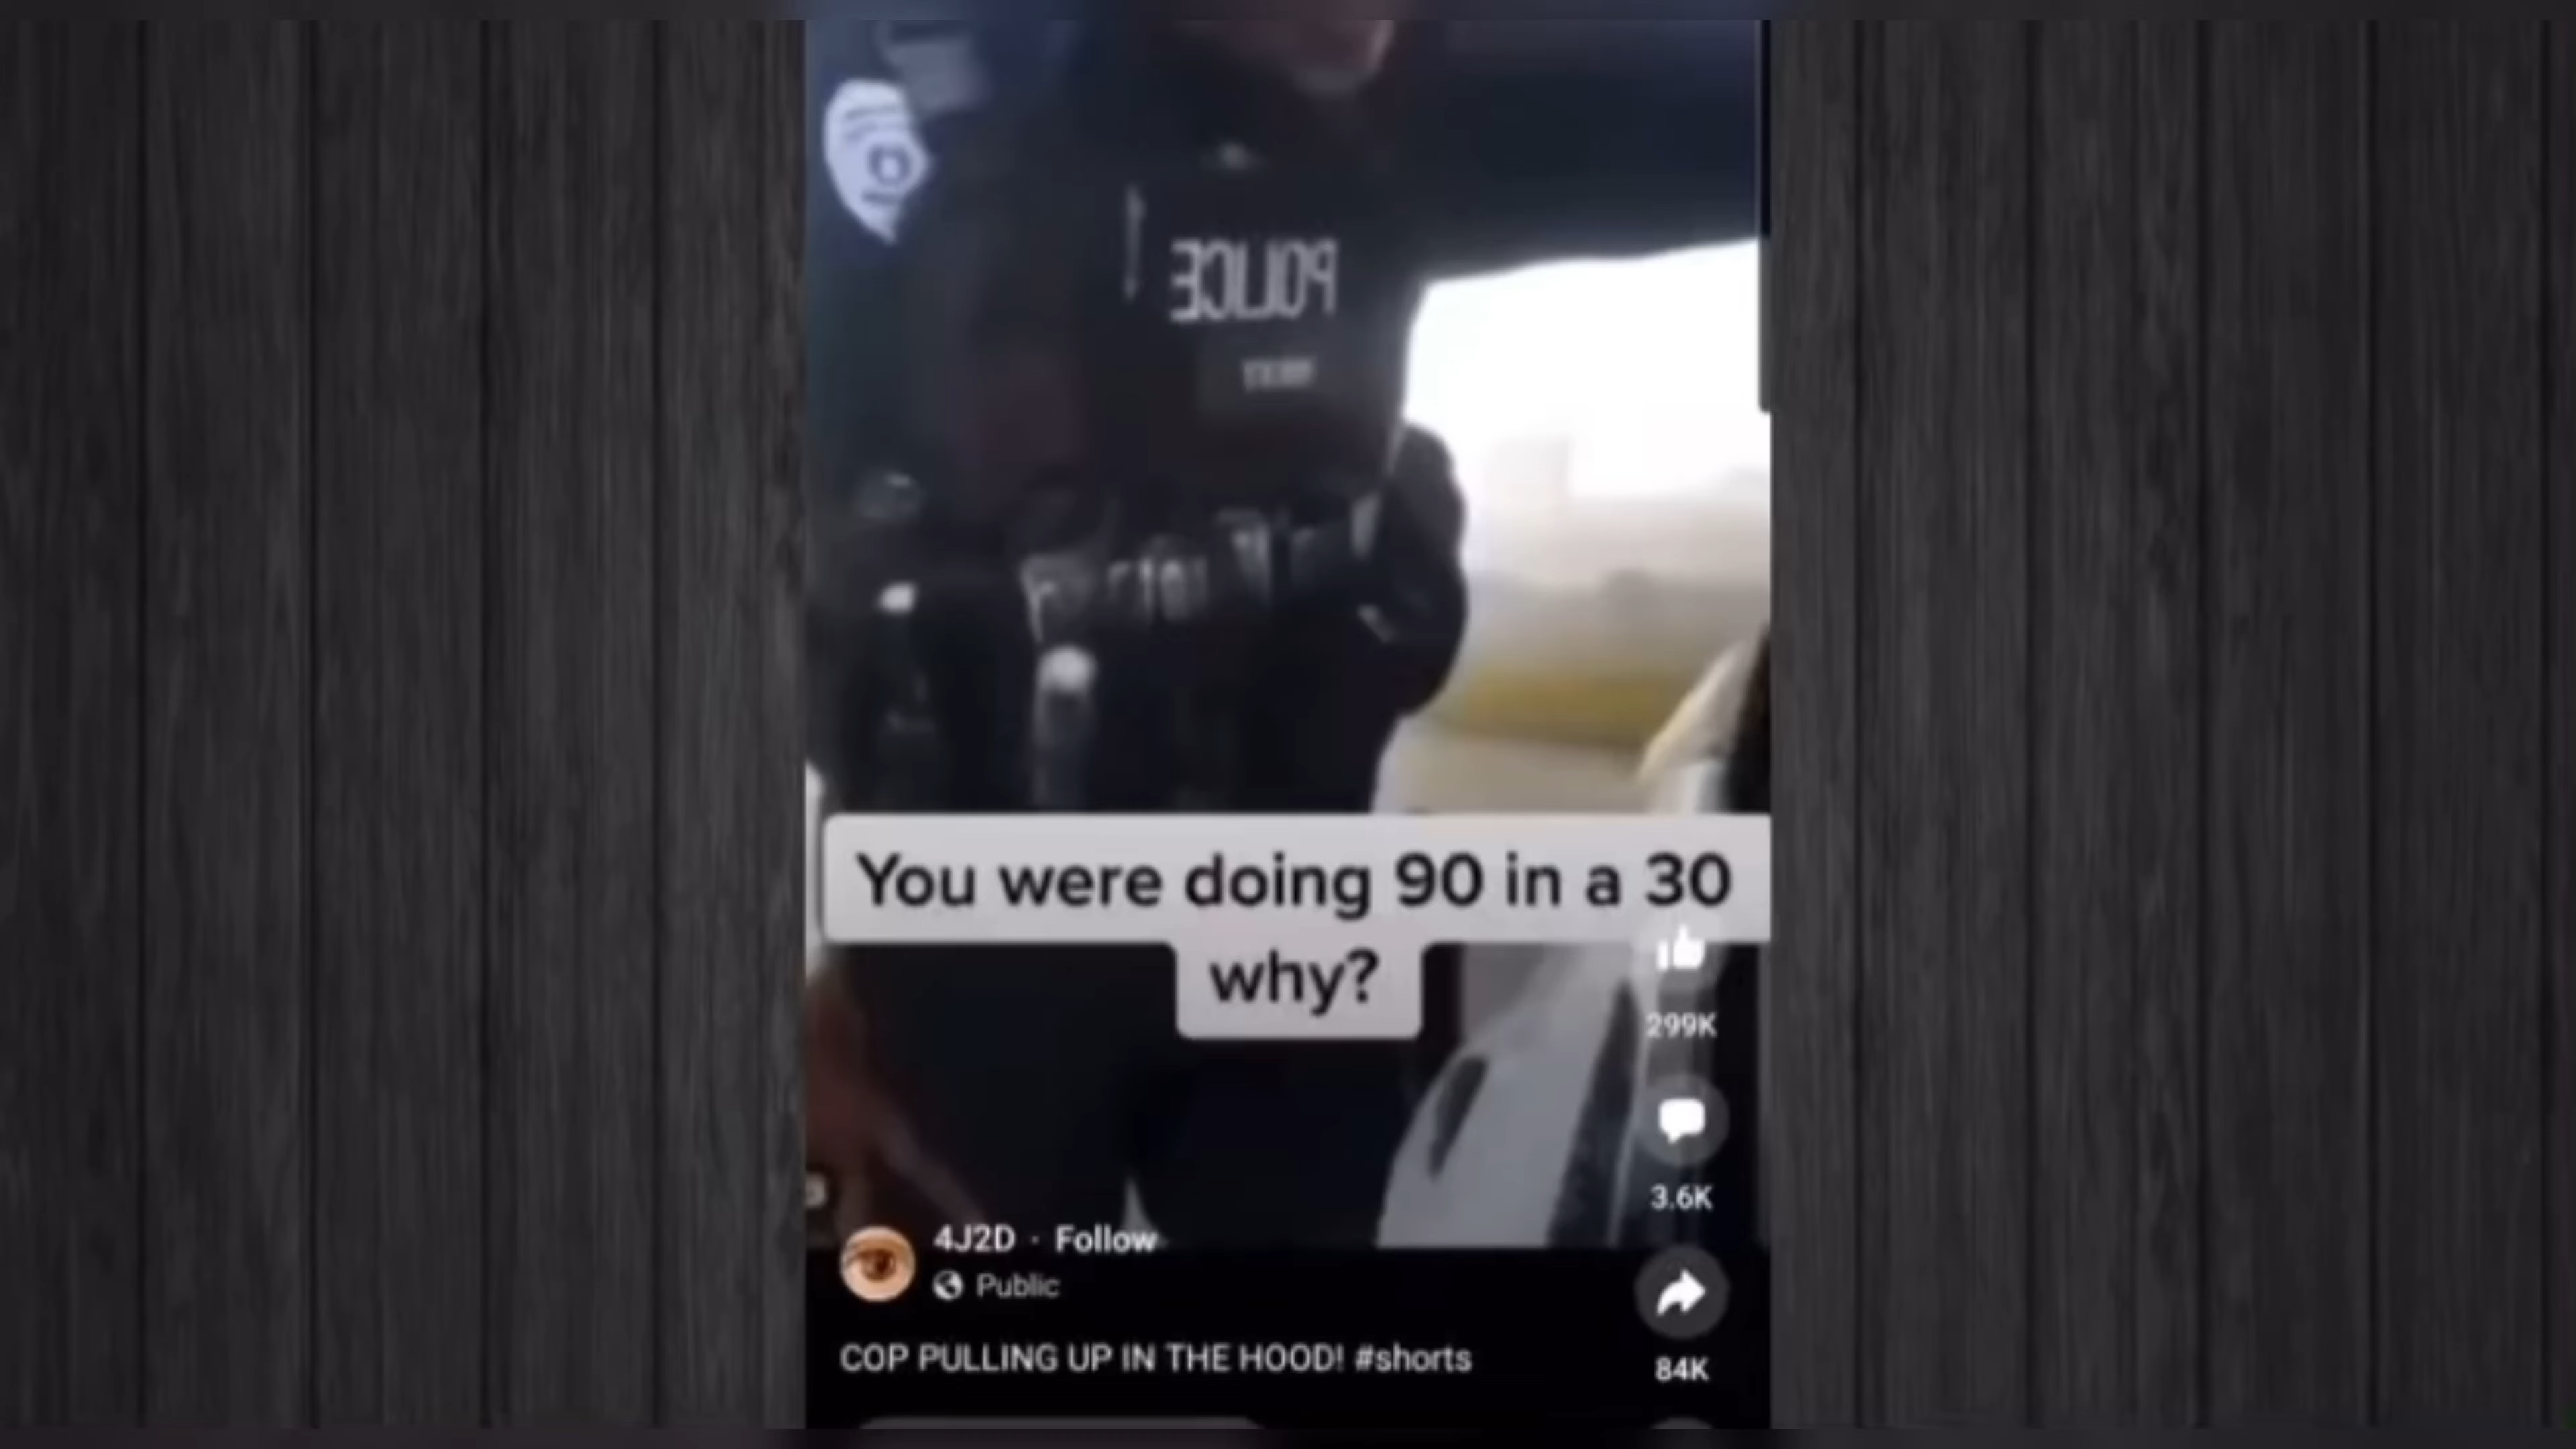 POLICE
You were doing 90 in a 30
why?
299K
3.6K
4J2D · Follow
Public
COP PULLING UP IN THE HOOD! #shorts
84K